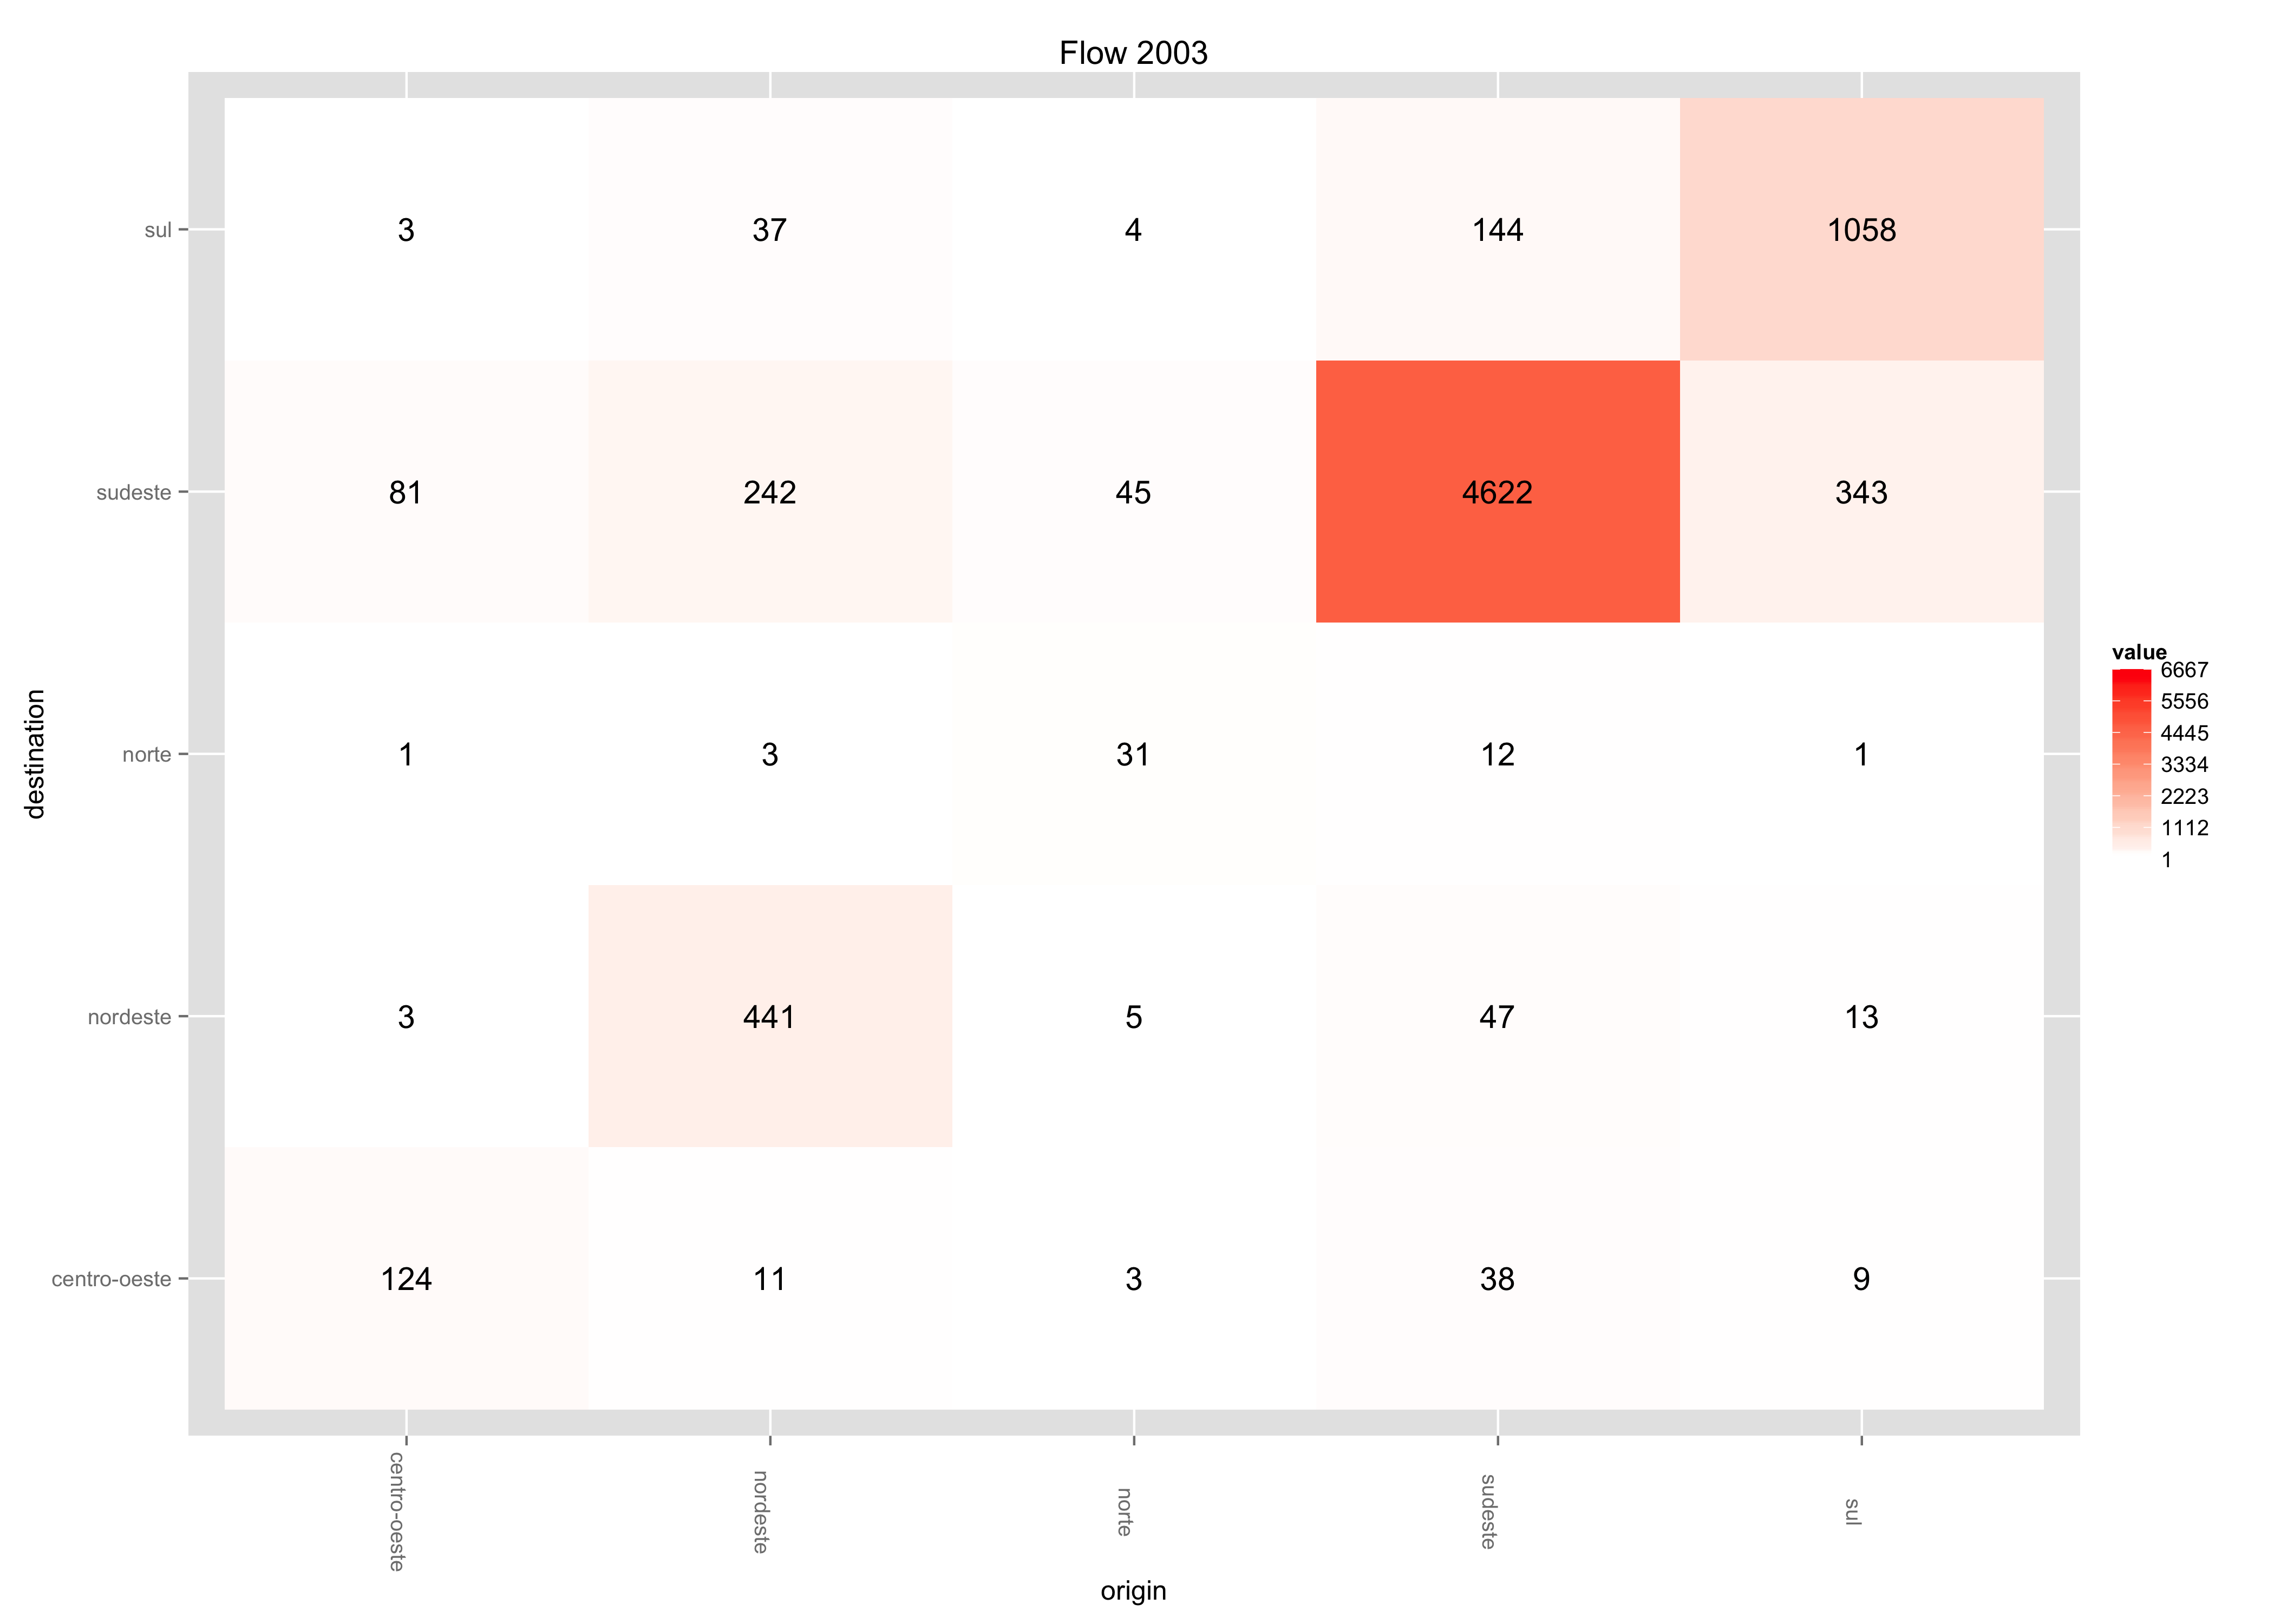 Flow 2003
sul
3 37 4 144 1058
sudeste
81 242 45 4622 343
norte
1 3 31 12 1
nordeste
3 441 5 47 13
centro-oeste
124 11 3 38 9
destination
centro-oeste
nordeste
norte
sudeste
sul
origin
value
6667
5556
4445
3334
2223
1112
1